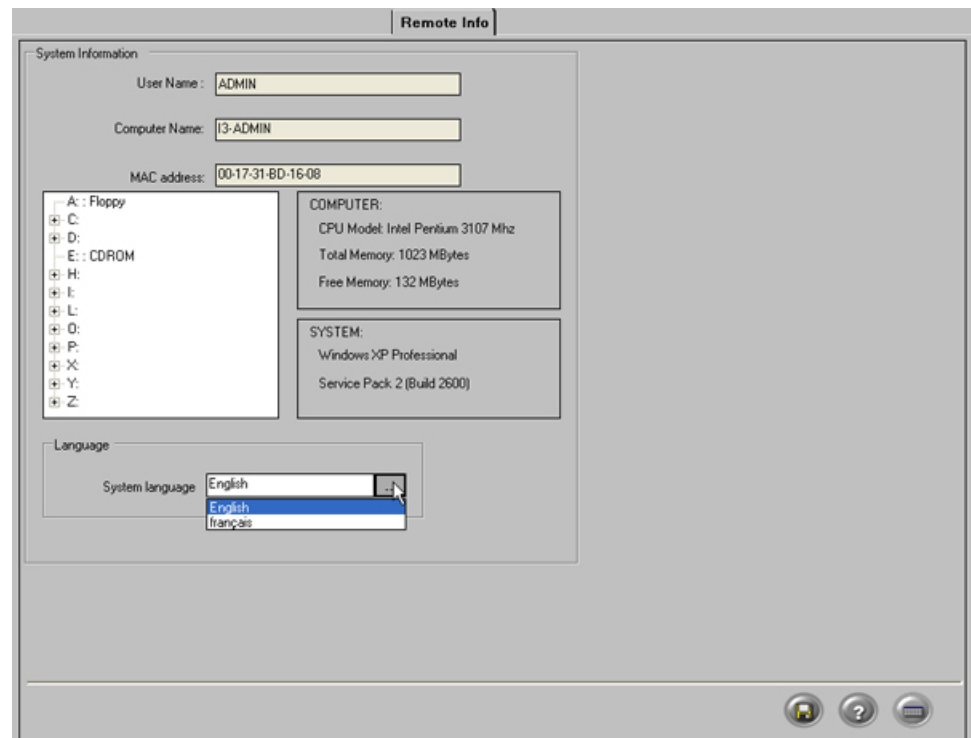 Remote Info
System Information
User Name : ADMIN
Computer Name: I3-ADMIN
MAC address: 00-17-31-BD-16-08
A: : Floppy
C:
D:
E: : CDROM
H:
I:
L:
O:
P:
X:
Y:
Z:
COMPUTER:
CPU Model: Intel Pentium 3107 Mhz
Total Memory: 1023 MBytes
Free Memory: 132 MBytes
SYSTEM:
Windows XP Professional
Service Pack 2 (Build 2600)
Language
System language English
...
English
français
?